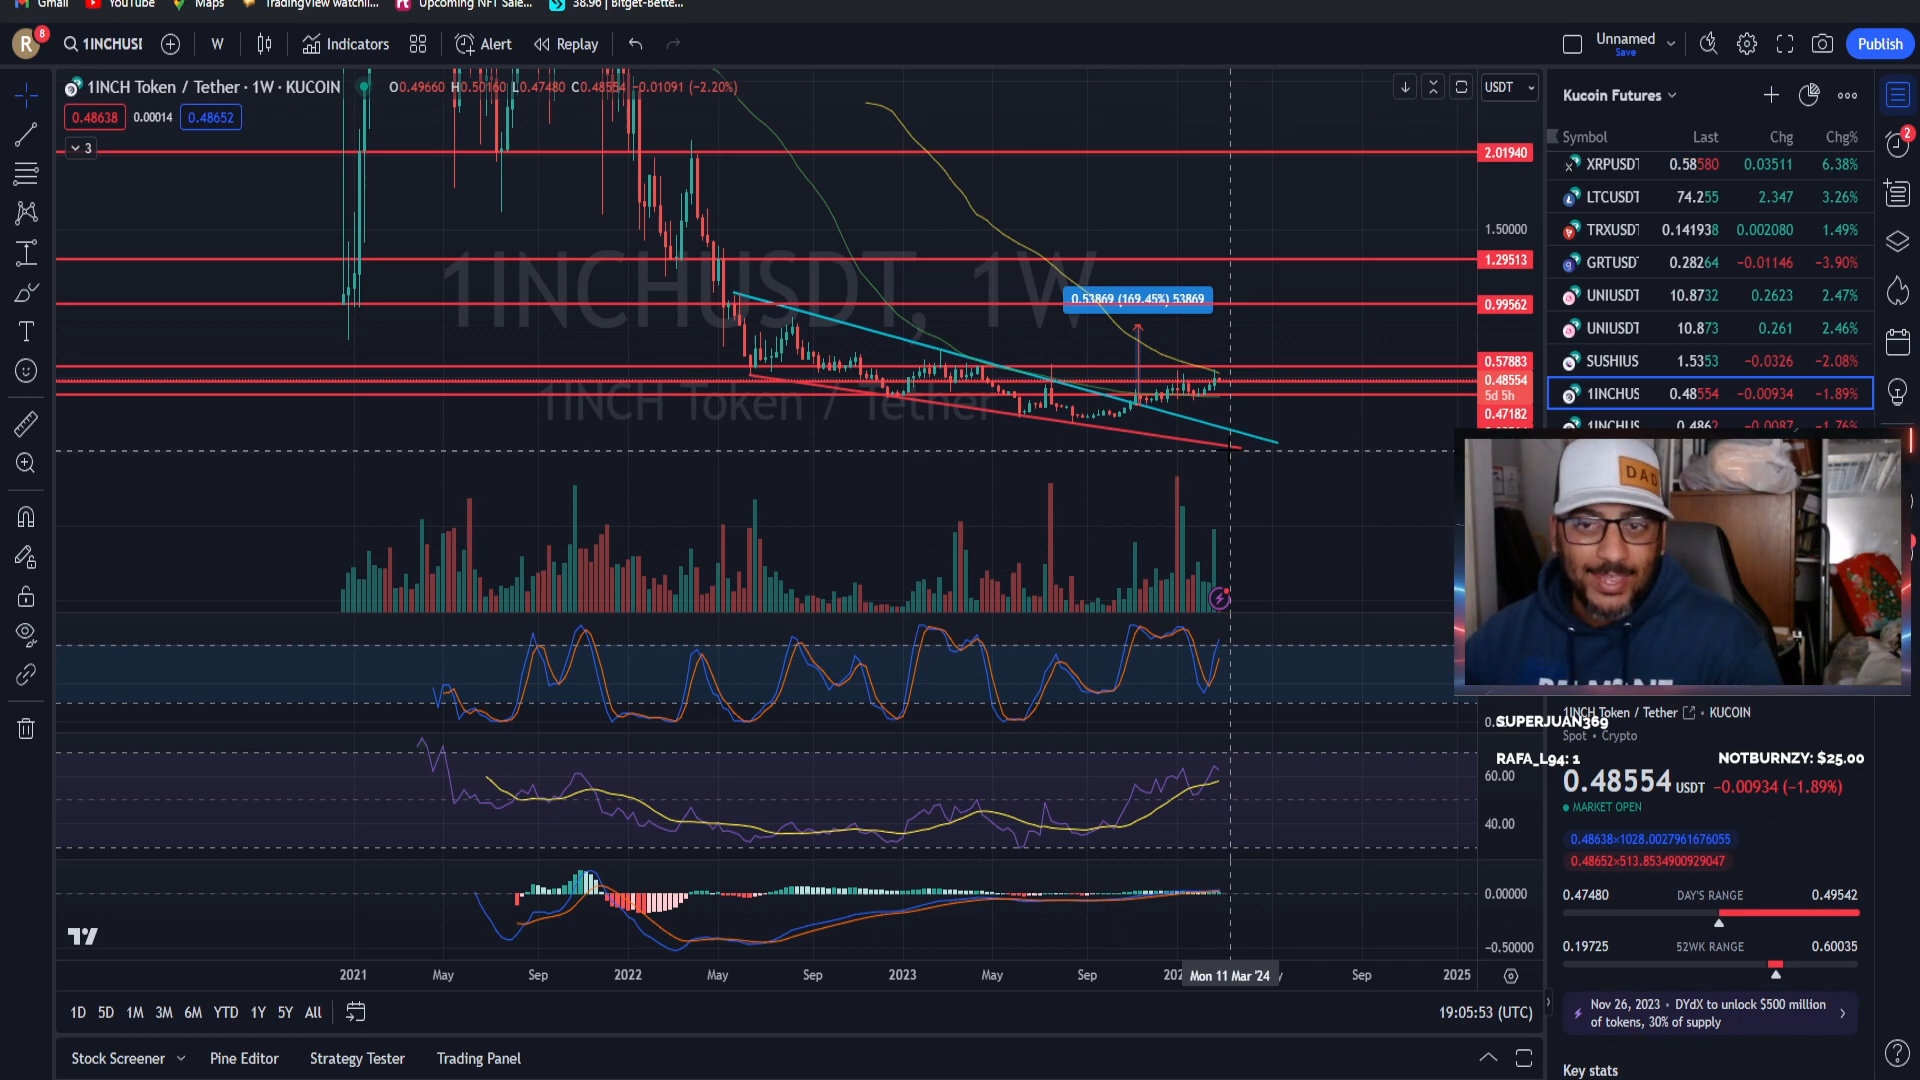 Gmail YouTube Maps TradingView watchli... Upcoming NFT Sale... 38.96 | Bitget-Bette...
R 8 1INCHUSI W Indicators Alert Replay Unnamed Save Publish
1INCH Token / Tether · 1W · KUCOIN O0.49660 H0.50160 L0.47480 C0.48554 −0.01091 (−2.20%)
0.48638 0.00014 0.48652
3
USDT
2.01940
1.50000
1.29513
0.99562
0.57883
0.48554
5d 5h
0.47182
1INCHUSDT, 1W
1INCH Token / Tether
0.53869 (169.45%) 53869
60.00
40.00
0.00000
−0.50000
2021 May Sep 2022 May Sep 2023 May Sep Mon 11 Mar '24 Sep 2025
1D 5D 1M 3M 6M YTD 1Y 5Y All 19:05:53 (UTC)
Stock Screener Pine Editor Strategy Tester Trading Panel
Kucoin Futures
2
Symbol Last Chg Chg%
XRPUSDT 0.58580 0.03511 6.38%
LTCUSDT 74.255 2.347 3.26%
TRXUSDT 0.141938 0.002080 1.49%
GRTUSDT 0.28264 −0.01146 −3.90%
UNIUSDT 10.8732 0.2623 2.47%
UNIUSDT 10.873 0.261 2.46%
SUSHIUS 1.5353 −0.0326 −2.08%
1INCHUS 0.48554 −0.00934 −1.89%
1INCHUS 0.4862 −0.0087 −1.76%
DAD
1INCH Token / Tether • KUCOIN
SUPERJUAN369
Spot • Crypto
RAFA_L94: 1 NOTBURNZY: $25.00
0.48554 USDT −0.00934 (−1.89%)
MARKET OPEN
0.48638×1028.0027961676055
0.48652×513.8534900929047
0.47480 DAY'S RANGE 0.49542
0.19725 52WK RANGE 0.60035
Nov 26, 2023 • DYdX to unlock $500 million
of tokens, 30% of supply
Key stats